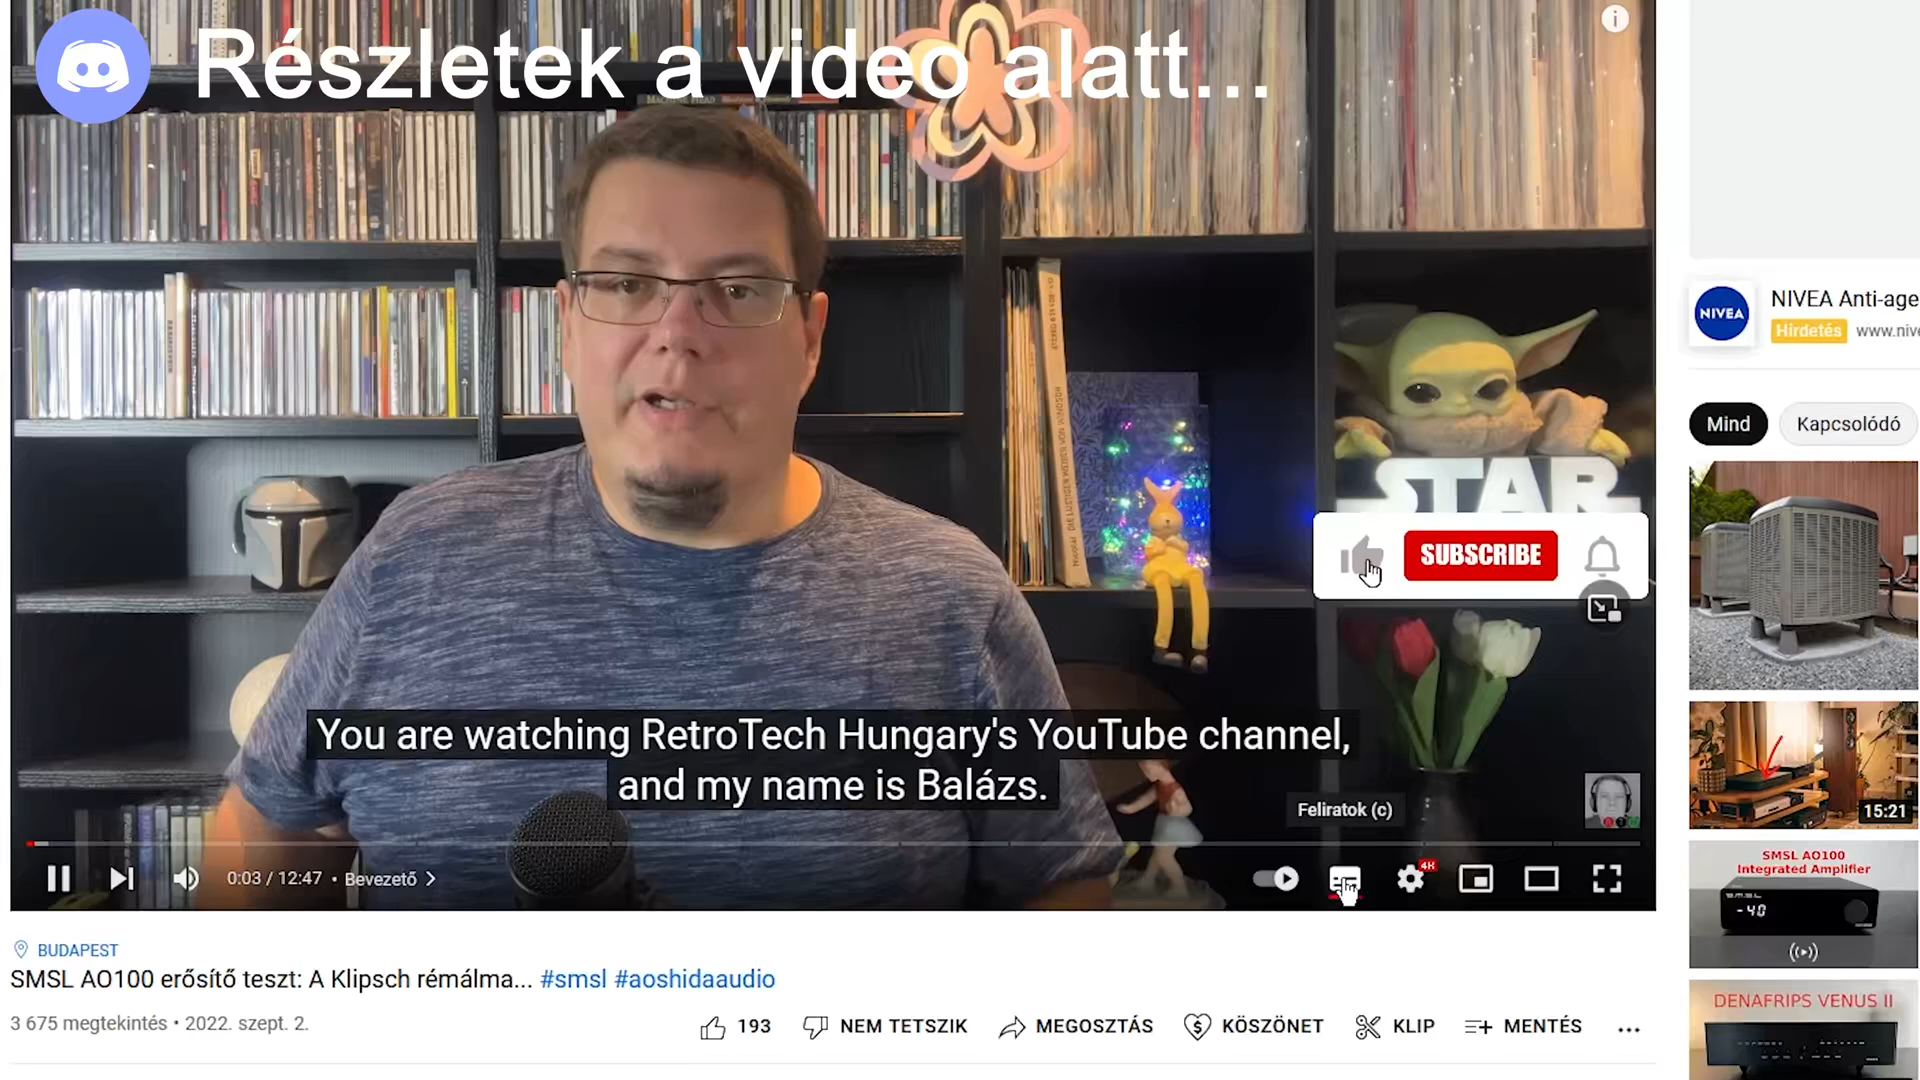 Részletek a video alatt...
STAR
SUBSCRIBE
You are watching RetroTech Hungary's YouTube channel,
and my name is Balázs.
Feliratok (c)
0:03 / 12:47 • Bevezető
4K
BUDAPEST
SMSL AO100 erősítő teszt: A Klipsch rémálma... #smsl #aoshidaaudio
3 675 megtekintés • 2022. szept. 2.
193
NEM TETSZIK
MEGOSZTÁS
KÖSZÖNET
KLIP
MENTÉS
NIVEA
NIVEA Anti-age
Hirdetés
www.nive
Mind
Kapcsolódó
15:21
SMSL AO100
Integrated Amplifier
-40
DENAFRIPS VENUS II